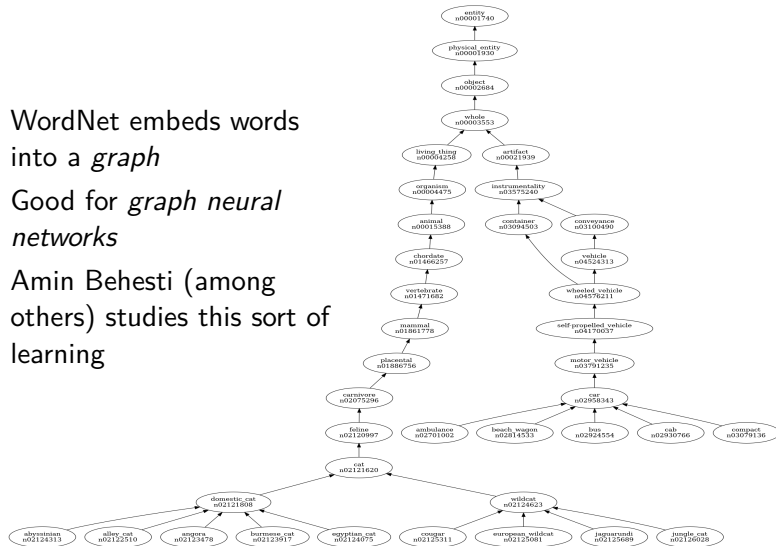 WordNet embeds words
into a graph
Good for graph neural
networks
Amin Behesti (among
others) studies this sort of
learning
entity
n00001740
physical_entity
n00001930
object
n00002684
whole
n00003553
living_thing
n00004258
artifact
n00021939
organism
n00004475
instrumentality
n03575240
animal
n00015388
container
n03094503
conveyance
n03100490
chordate
n01466257
vehicle
n04524313
vertebrate
n01471682
wheeled_vehicle
n04576211
mammal
n01861778
self-propelled_vehicle
n04170037
placental
n01886756
motor_vehicle
n03791235
carnivore
n02075296
car
n02958343
feline
n02120997
ambulance
n02701002
beach_wagon
n02814533
bus
n02924554
cab
n02930766
compact
n03079136
cat
n02121620
domestic_cat
n02121808
wildcat
n02124623
abyssinian
n02124313
alley_cat
n02122510
angora
n02123478
burmese_cat
n02123917
egyptian_cat
n02124075
cougar
n02125311
european_wildcat
n02125081
jaguarundi
n02125689
jungle_cat
n02126028